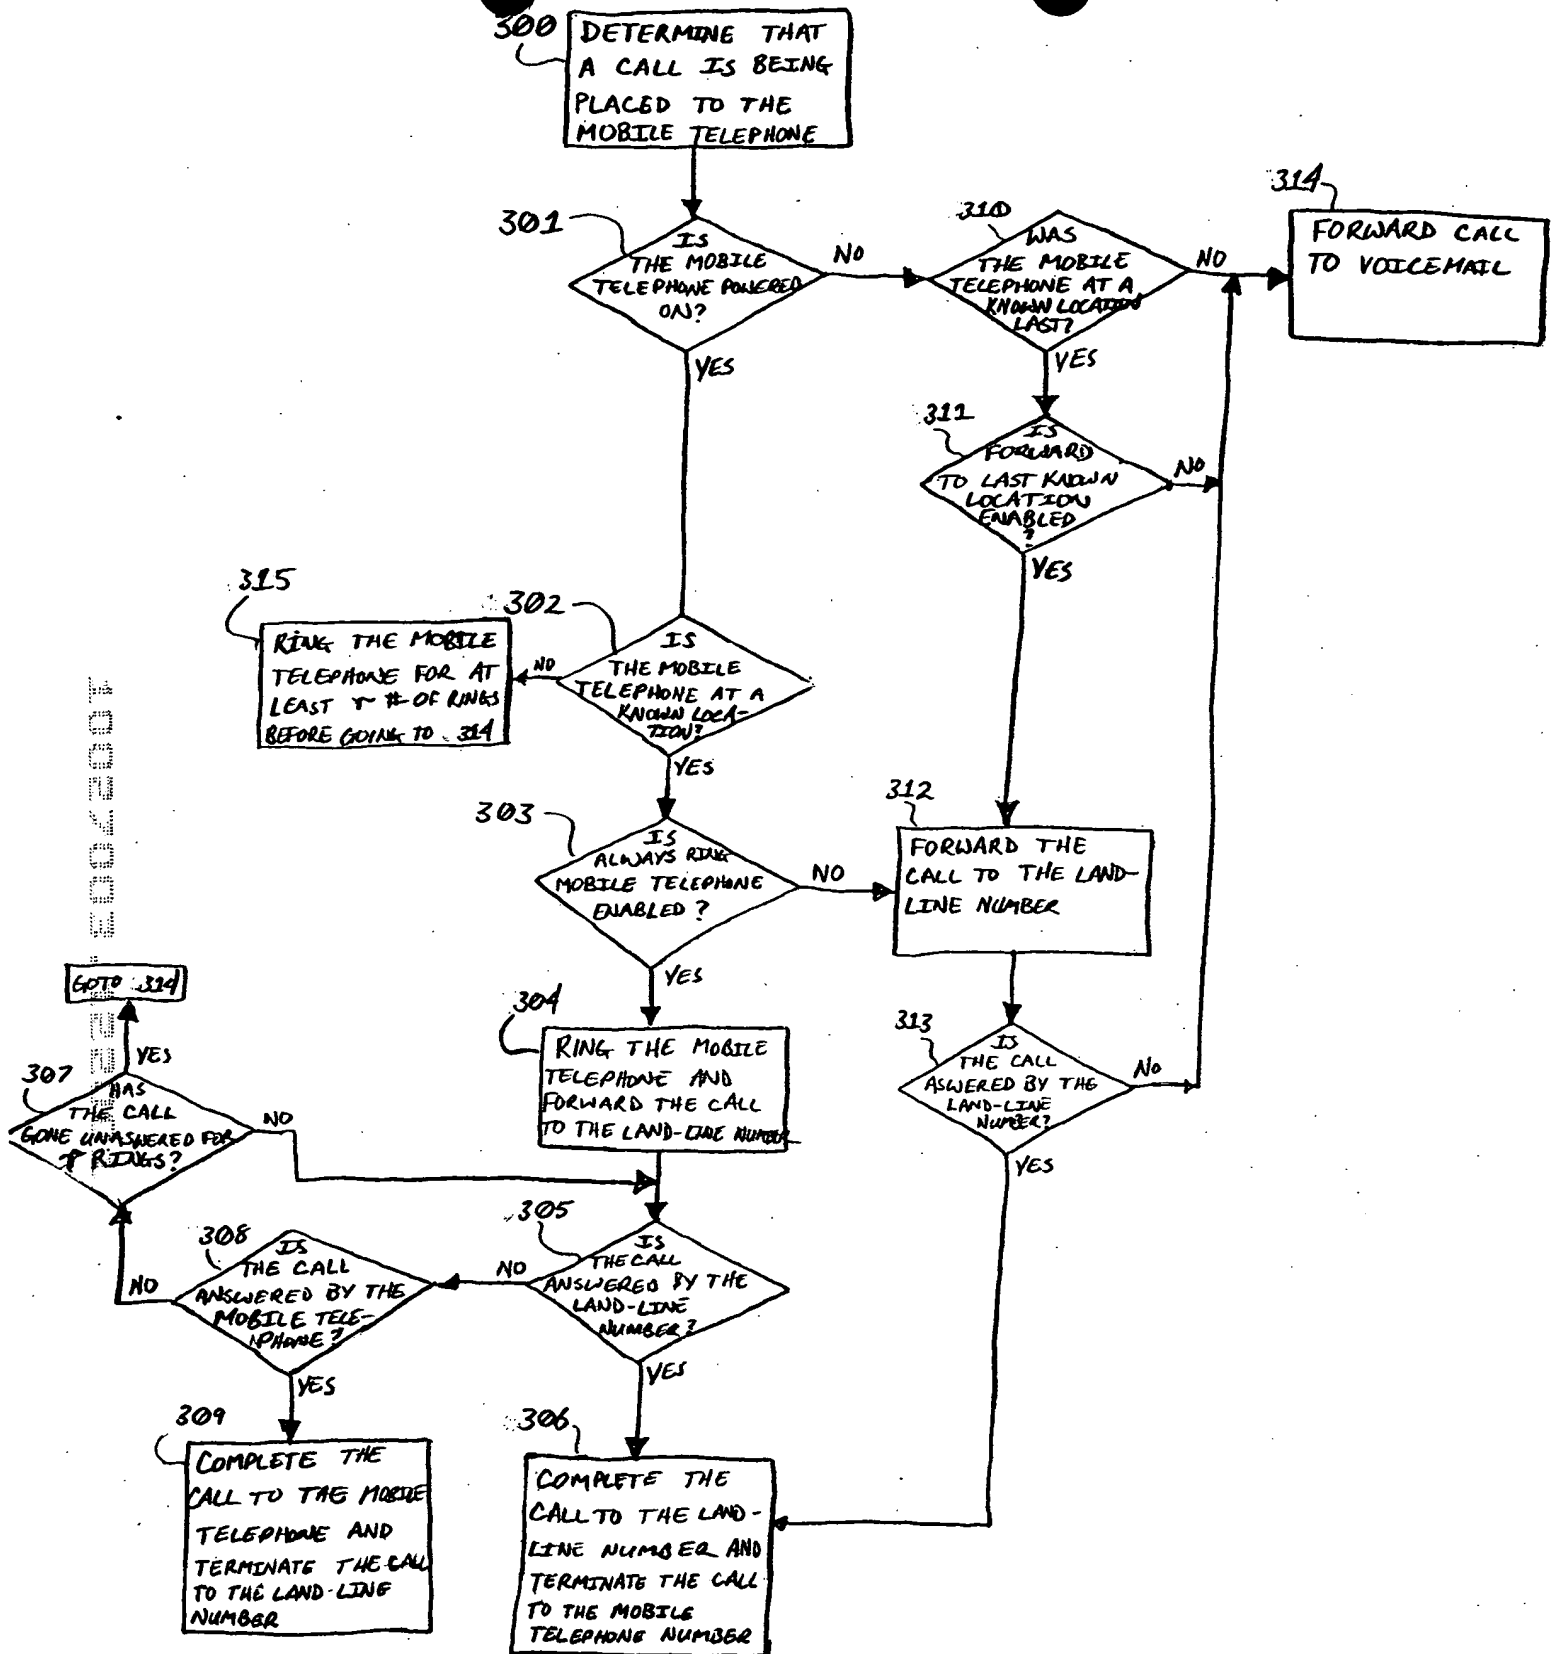 300
DETERMINE THAT
A CALL IS BEING
PLACED TO THE
MOBILE TELEPHONE
301
IS
THE MOBILE
TELEPHONE POWERED
ON?
NO
YES
310
WAS
THE MOBILE
TELEPHONE AT A
KNOWN LOCATION
LAST?
NO
YES
314
FORWARD CALL
TO VOICEMAIL
311
IS
FORWARD
TO LAST KNOWN
LOCATION
ENABLED
?
NO
YES
315
RING THE MOBILE
TELEPHONE FOR AT
LEAST r # OF RINGS
BEFORE GOING TO 314
302
IS
THE MOBILE
TELEPHONE AT A
KNOWN LOCA-
TION?
NO
YES
303
IS
ALWAYS RING
MOBILE TELEPHONE
ENABLED?
NO
YES
312
FORWARD THE
CALL TO THE LAND-
LINE NUMBER
304
RING THE MOBILE
TELEPHONE AND
FORWARD THE CALL
TO THE LAND-LINE NUMBER
313
IS
THE CALL
ASWERED BY THE
LAND-LINE
NUMBER?
NO
YES
GOTO 314
YES
307
HAS
THE CALL
GONE UNASWERED FOR
r RINGS?
NO
305
IS
THE CALL
ANSWERED BY THE
LAND-LINE
NUMBER?
NO
YES
308
IS
THE CALL
ANSWERED BY THE
MOBILE TELE-
PHONE?
NO
YES
309
COMPLETE THE
CALL TO THE MOBILE
TELEPHONE AND
TERMINATE THE CALL
TO THE LAND-LINE
NUMBER
306
COMPLETE THE
CALL TO THE LAND-
LINE NUMBER AND
TERMINATE THE CALL
TO THE MOBILE
TELEPHONE NUMBER